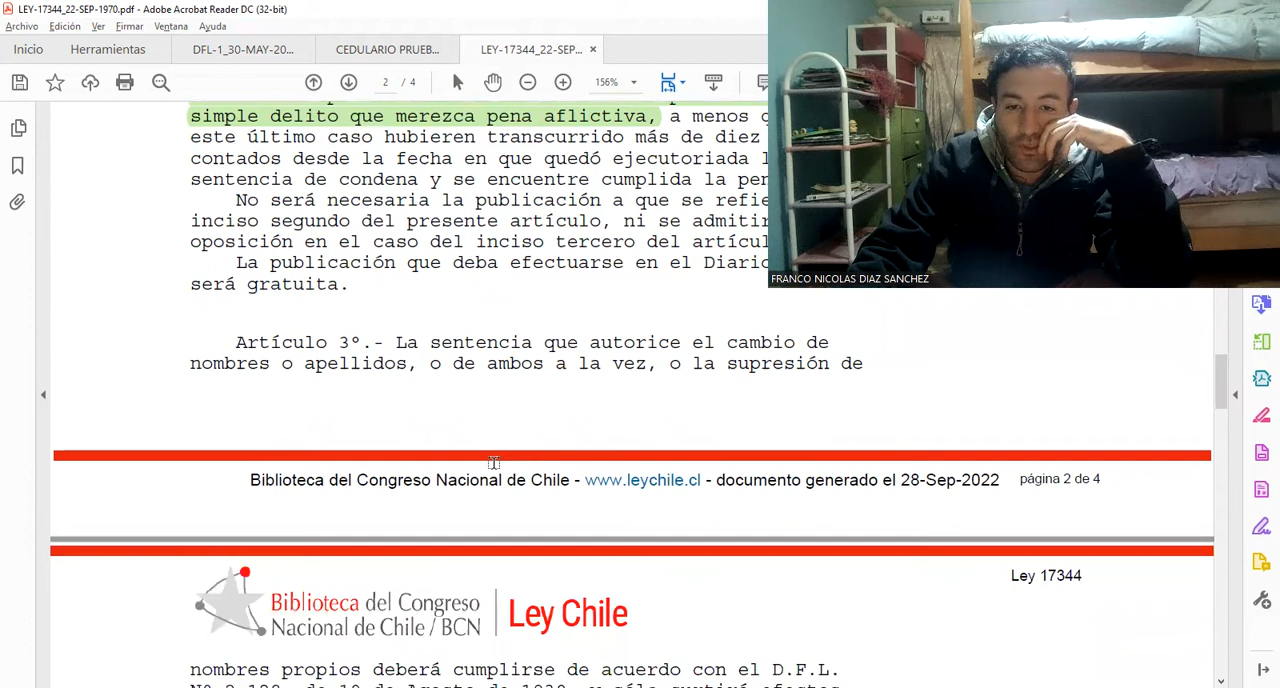 LEY-17344_22-SEP-1970.pdf - Adobe Acrobat Reader DC (32-bit)
Archivo Edición Ver Firmar Ventana Ayuda
Inicio Herramientas DFL-1_30-MAY-20... CEDULARIO PRUEB... LEY-17344_22-SEP... ×
2 / 4 156%
simple delito que merezca pena aflictiva, a menos
este último caso hubieren transcurrido más de diez
contados desde la fecha en que quedó ejecutoriada
sentencia de condena y se encuentre cumplida la
No será necesaria la publicación a que se
inciso segundo del presente artículo, ni se
oposición en el caso del inciso tercero del
La publicación que deba efectuarse en el Diario
será gratuita.
FRANCO NICOLAS DIAZ SANCHEZ
Artículo 3º.- La sentencia que autorice el cambio de
nombres o apellidos, o de ambos a la vez, o la supresión de
Biblioteca del Congreso Nacional de Chile - www.leychile.cl - documento generado el 28-Sep-2022 página 2 de 4
Ley 17344
Biblioteca del Congreso
Nacional de Chile / BCN
Ley Chile
nombres propios deberá cumplirse de acuerdo con el D.F.L.